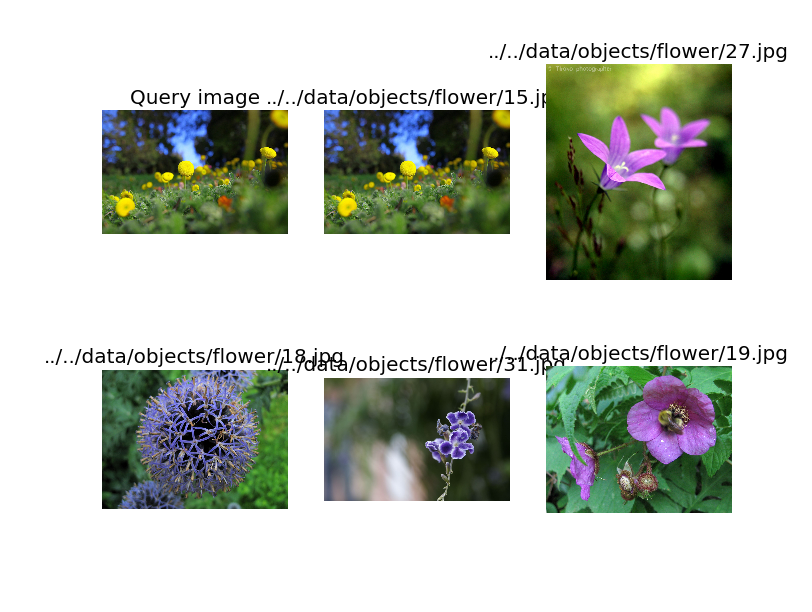 Query image
../../data/objects/flower/15.jp
../../data/objects/flower/27.jpg
../../data/objects/flower/18.jpg
../../data/objects/flower/31.jpg
../../data/objects/flower/19.jpg